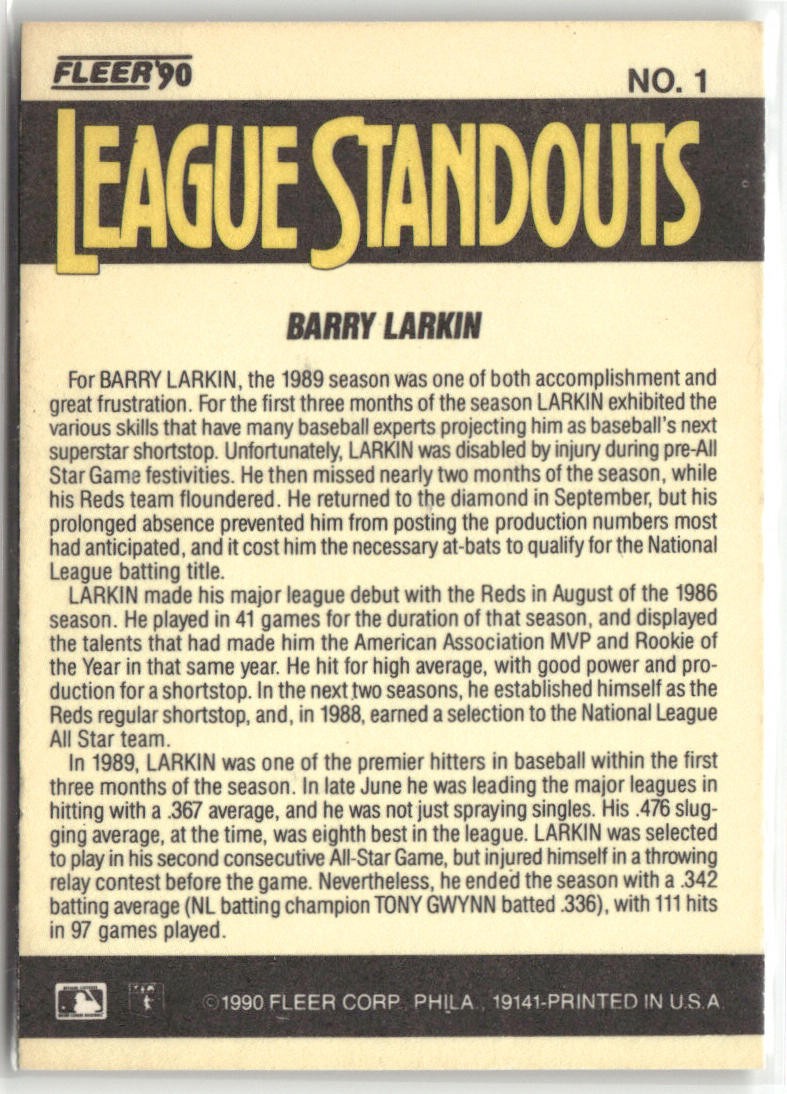 FLEER'90
NO. 1
LEAGUE STANDOUTS
BARRY LARKIN
For BARRY LARKIN, the 1989 season was one of both accomplishment and
great frustration. For the first three months of the season LARKIN exhibited the
various skills that have many baseball experts projecting him as baseball's next
superstar shortstop. Unfortunately, LARKIN was disabled by injury during pre-All
Star Game festivities. He then missed nearly two months of the season, while
his Reds team floundered. He returned to the diamond in September, but his
prolonged absence prevented him from posting the production numbers most
had anticipated, and it cost him the necessary at-bats to qualify for the National
League batting title.
LARKIN made his major league debut with the Reds in August of the 1986
season. He played in 41 games for the duration of that season, and displayed
the talents that had made him the American Association MVP and Rookie of
the Year in that same year. He hit for high average, with good power and pro-
duction for a shortstop. In the next two seasons, he established himself as the
Reds regular shortstop, and, in 1988, earned a selection to the National League
All Star team.
In 1989, LARKIN was one of the premier hitters in baseball within the first
three months of the season. In late June he was leading the major leagues in
hitting with a .367 average, and he was not just spraying singles. His .476 slug-
ging average, at the time, was eighth best in the league. LARKIN was selected
to play in his second consecutive All-Star Game, but injured himself in a throwing
relay contest before the game. Nevertheless, he ended the season with a .342
batting average (NL batting champion TONY GWYNN batted .336), with 111 hits
in 97 games played.
©1990 FLEER CORP., PHILA., 19141-PRINTED IN U.S.A.